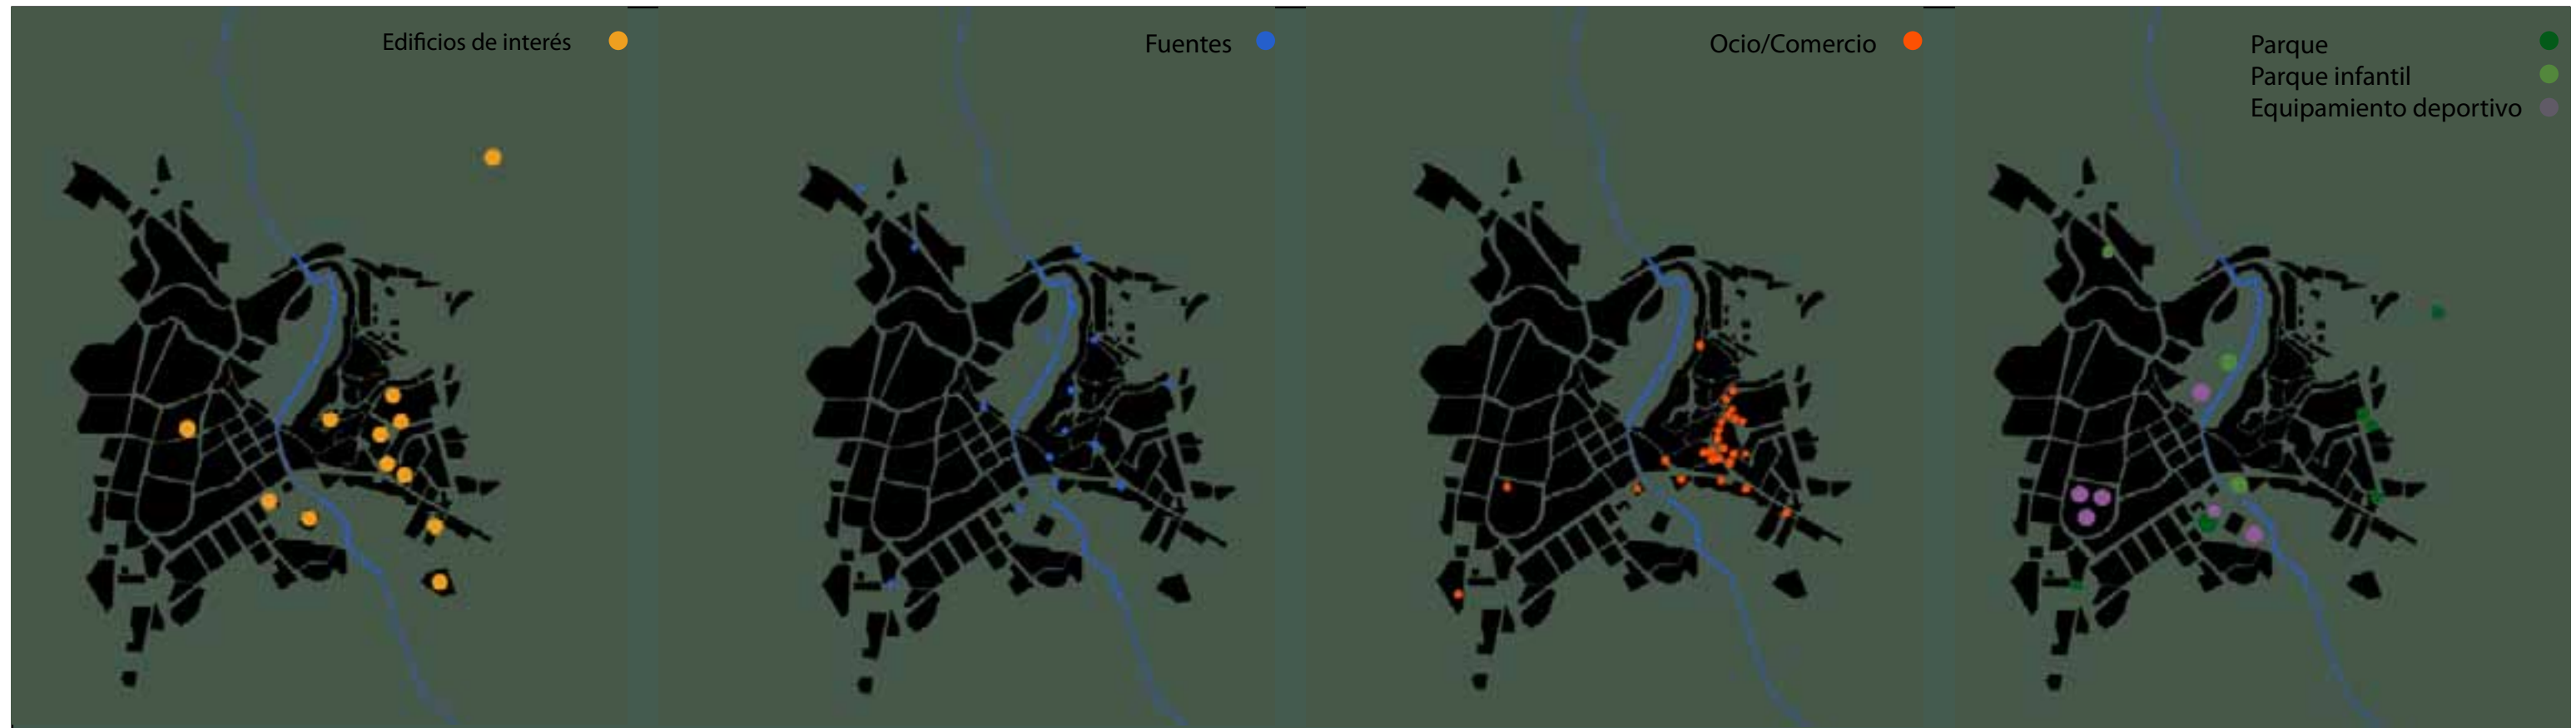 Edificios de interés
Fuentes
Ocio/Comercio
Parque
Parque infantil
Equipamiento deportivo